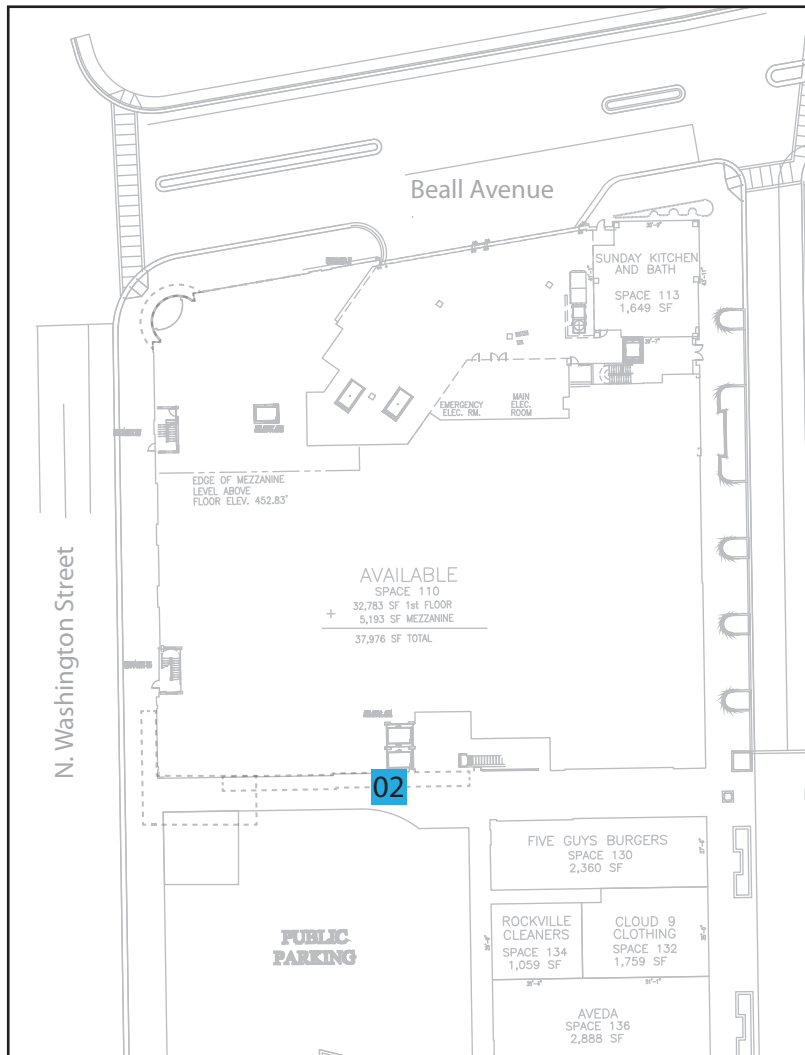 Beall Avenue
SUNDAY KITCHEN
AND BATH
SPACE 113
1,649 SF
EMERGENCY
ELEC. RM.
MAIN
ELEC.
ROOM
EDGE OF MEZZANINE
LEVEL ABOVE
FLOOR ELEV. 452.83'
N. Washington Street
AVAILABLE
SPACE 110
32,783 SF 1st FLOOR
+ 5,193 SF MEZZANINE
37,976 SF TOTAL
02
FIVE GUYS BURGERS
SPACE 130
2,360 SF
ROCKVILLE
CLEANERS
SPACE 134
1,059 SF
CLOUD 9
CLOTHING
SPACE 132
1,759 SF
PUBLIC
PARKING
AVEDA
SPACE 136
2,888 SF